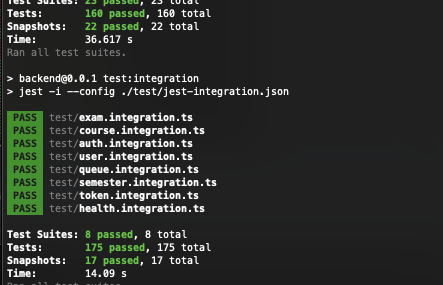 Test Suites: 23 passed, 23 total
Tests: 160 passed, 160 total
Snapshots: 22 passed, 22 total
Time: 36.617 s
Ran all test suites.
> backend@0.0.1 test:integration
> jest -i --config ./test/jest-integration.json
PASS test/exam.integration.ts
PASS test/course.integration.ts
PASS test/auth.integration.ts
PASS test/user.integration.ts
PASS test/queue.integration.ts
PASS test/semester.integration.ts
PASS test/token.integration.ts
PASS test/health.integration.ts
Test Suites: 8 passed, 8 total
Tests: 175 passed, 175 total
Snapshots: 17 passed, 17 total
Time: 14.09 s
Ran all test suites.